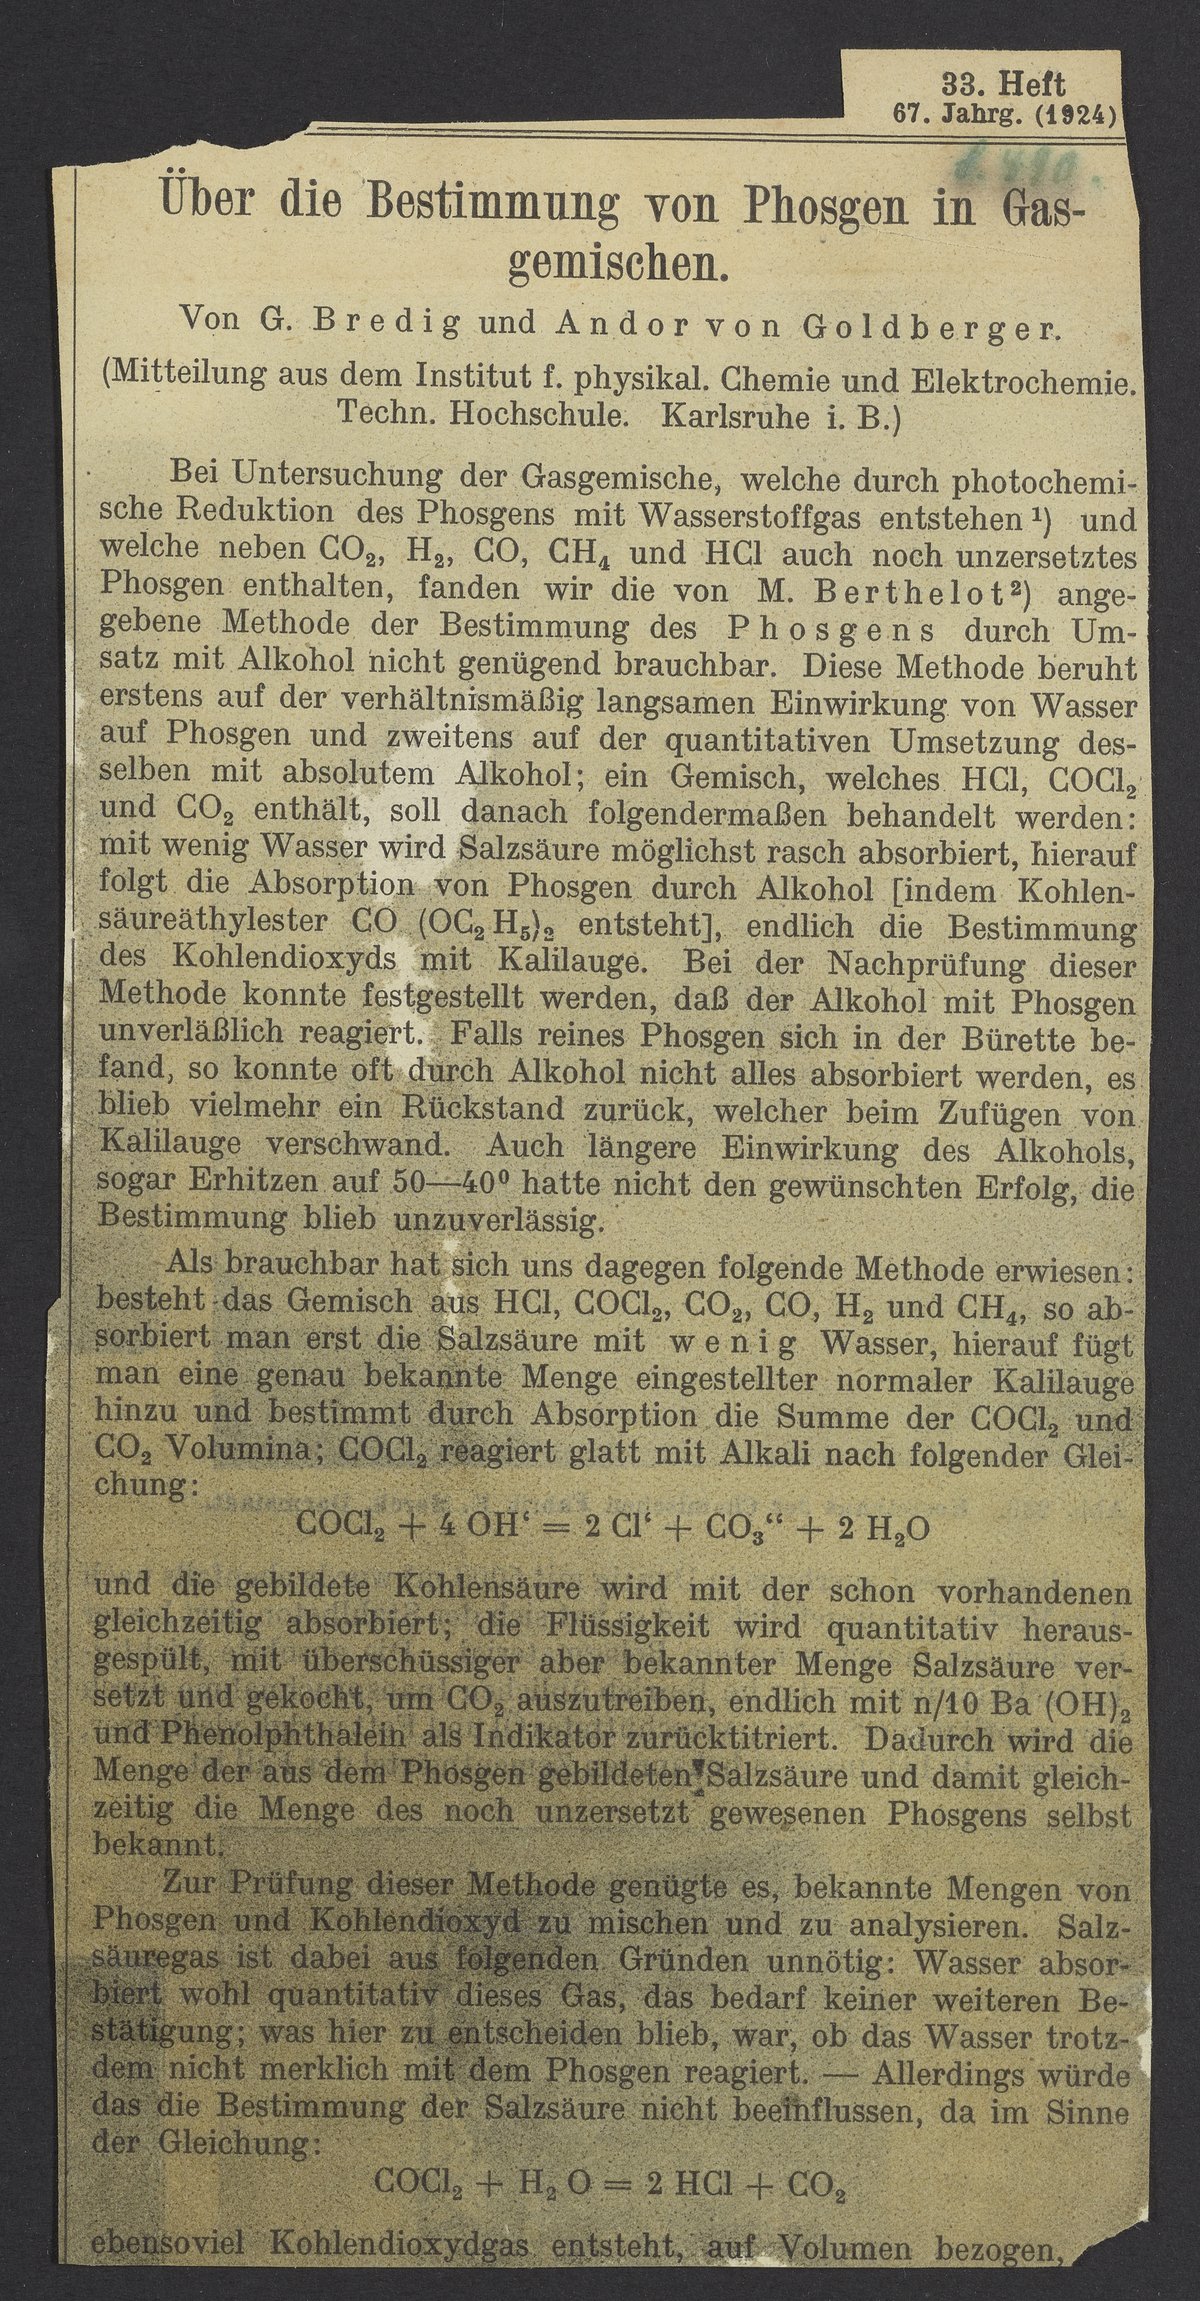 33. Heft
67. Jahrg. (1924)
Über die Bestimmung von Phosgen in Gas-
gemischen.
Von G. Bredig und Andor von Goldberger.
(Mitteilung aus dem Institut f. physikal. Chemie und Elektrochemie.
Techn. Hochschule. Karlsruhe i. B.)
Bei Untersuchung der Gasgemische, welche durch photochemi-
sche Reduktion des Phosgens mit Wasserstoffgas entstehen ¹) und
welche neben CO₂, H₂, CO, CH₄ und HCl auch noch unzersetztes
Phosgen enthalten, fanden wir die von M. Berthelot²) ange-
gebene Methode der Bestimmung des Phosgens durch Um-
satz mit Alkohol nicht genügend brauchbar. Diese Methode beruht
erstens auf der verhältnismäßig langsamen Einwirkung von Wasser
auf Phosgen und zweitens auf der quantitativen Umsetzung des-
selben mit absolutem Alkohol; ein Gemisch, welches HCl, COCl₂
und CO₂ enthält, soll danach folgendermaßen behandelt werden:
mit wenig Wasser wird Salzsäure möglichst rasch absorbiert, hierauf
folgt die Absorption von Phosgen durch Alkohol [indem Kohlen-
säureäthylester CO (OC₂ H₅)₂ entsteht], endlich die Bestimmung
des Kohlendioxyds mit Kalilauge. Bei der Nachprüfung dieser
Methode konnte festgestellt werden, daß der Alkohol mit Phosgen
unverläßlich reagiert. Falls reines Phosgen sich in der Bürette be-
fand, so konnte oft durch Alkohol nicht alles absorbiert werden, es
blieb vielmehr ein Rückstand zurück, welcher beim Zufügen von
Kalilauge verschwand. Auch längere Einwirkung des Alkohols,
sogar Erhitzen auf 50—40⁰ hatte nicht den gewünschten Erfolg, die
Bestimmung blieb unzuverlässig.
Als brauchbar hat sich uns dagegen folgende Methode erwiesen:
besteht das Gemisch aus HCl, COCl₂, CO₂, CO, H₂ und CH₄, so ab-
sorbiert man erst die Salzsäure mit wenig Wasser, hierauf fügt
man eine genau bekannte Menge eingestellter normaler Kalilauge
hinzu und bestimmt durch Absorption die Summe der COCl₂ und
CO₂ Volumina; COCl₂ reagiert glatt mit Alkali nach folgender Glei-
chung:
COCl₂ + 4 OH‘ = 2 Cl‘ + CO₃“ + 2 H₂O
und die gebildete Kohlensäure wird mit der schon vorhandenen
gleichzeitig absorbiert; die Flüssigkeit wird quantitativ heraus-
gespült, mit überschüssiger aber bekannter Menge Salzsäure ver-
setzt und gekocht, um CO₂ auszutreiben, endlich mit n/10 Ba (OH)₂
und Phenolphthalein als Indikator zurücktitriert. Dadurch wird die
Menge der aus dem Phosgen gebildeten Salzsäure und damit gleich-
zeitig die Menge des noch unzersetzt gewesenen Phosgens selbst
bekannt.
Zur Prüfung dieser Methode genügte es, bekannte Mengen von
Phosgen und Kohlendioxyd zu mischen und zu analysieren. Salz-
säuregas ist dabei aus folgenden Gründen unnötig: Wasser absor-
biert wohl quantitativ dieses Gas, das bedarf keiner weiteren Be-
stätigung; was hier zu entscheiden blieb, war, ob das Wasser trotz-
dem nicht merklich mit dem Phosgen reagiert. — Allerdings würde
das die Bestimmung der Salzsäure nicht beeinflussen, da im Sinne
der Gleichung:
COCl₂ + H₂ O = 2 HCl + CO₂
ebensoviel Kohlendioxydgas entsteht, auf Volumen bezogen,